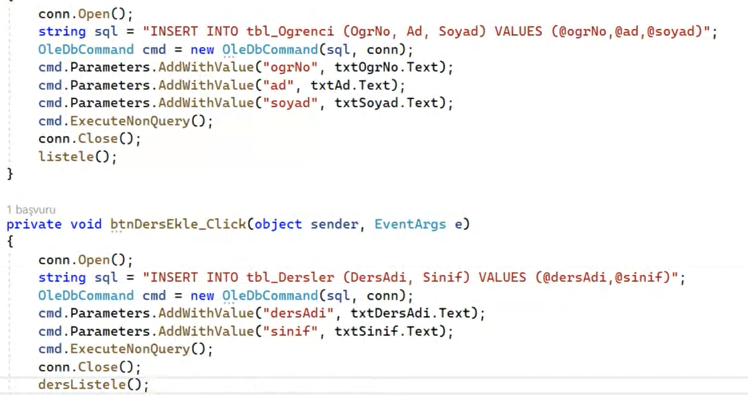 conn.Open();
string sql = "INSERT INTO tbl_Ogrenci (OgrNo, Ad, Soyad) VALUES (@ogrNo,@ad,@soyad)";
OleDbCommand cmd = new OleDbCommand(sql, conn);
cmd.Parameters.AddWithValue("ogrNo", txtOgrNo.Text);
cmd.Parameters.AddWithValue("ad", txtAd.Text);
cmd.Parameters.AddWithValue("soyad", txtSoyad.Text);
cmd.ExecuteNonQuery();
conn.Close();
listele();
}
1 başvuru
private void btnDersEkle_Click(object sender, EventArgs e)
{
conn.Open();
string sql = "INSERT INTO tbl_Dersler (DersAdi, Sinif) VALUES (@dersAdi,@sinif)";
OleDbCommand cmd = new OleDbCommand(sql, conn);
cmd.Parameters.AddWithValue("dersAdi", txtDersAdi.Text);
cmd.Parameters.AddWithValue("sinif", txtSinif.Text);
cmd.ExecuteNonQuery();
conn.Close();
dersListele();